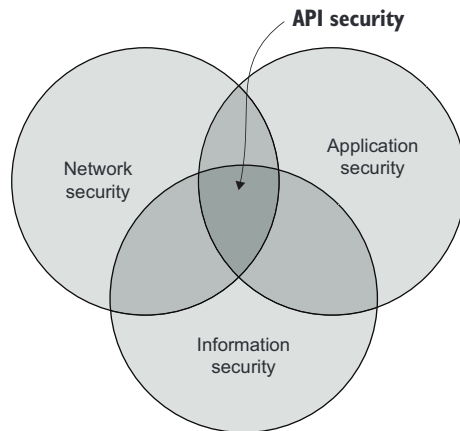 API security
Network
security
Application
security
Information
security